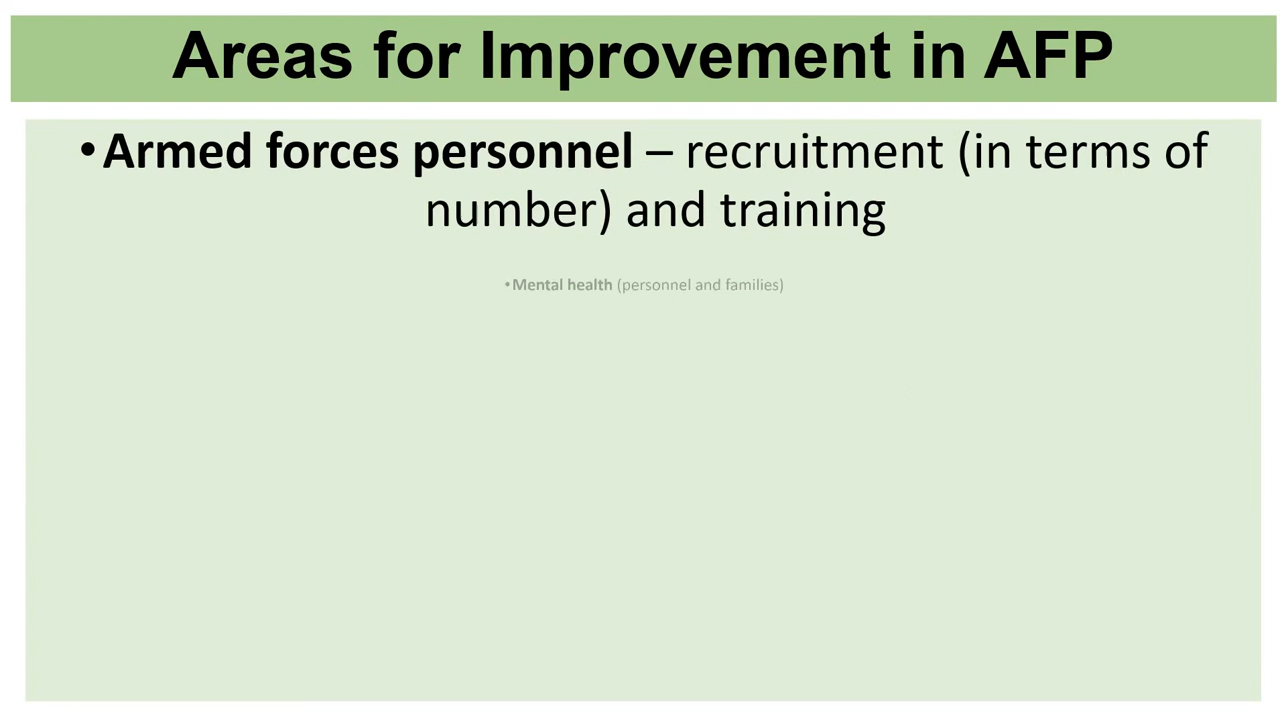 Areas for Improvement in AFP
•Armed forces personnel – recruitment (in terms of
number) and training
•Mental health (personnel and families)